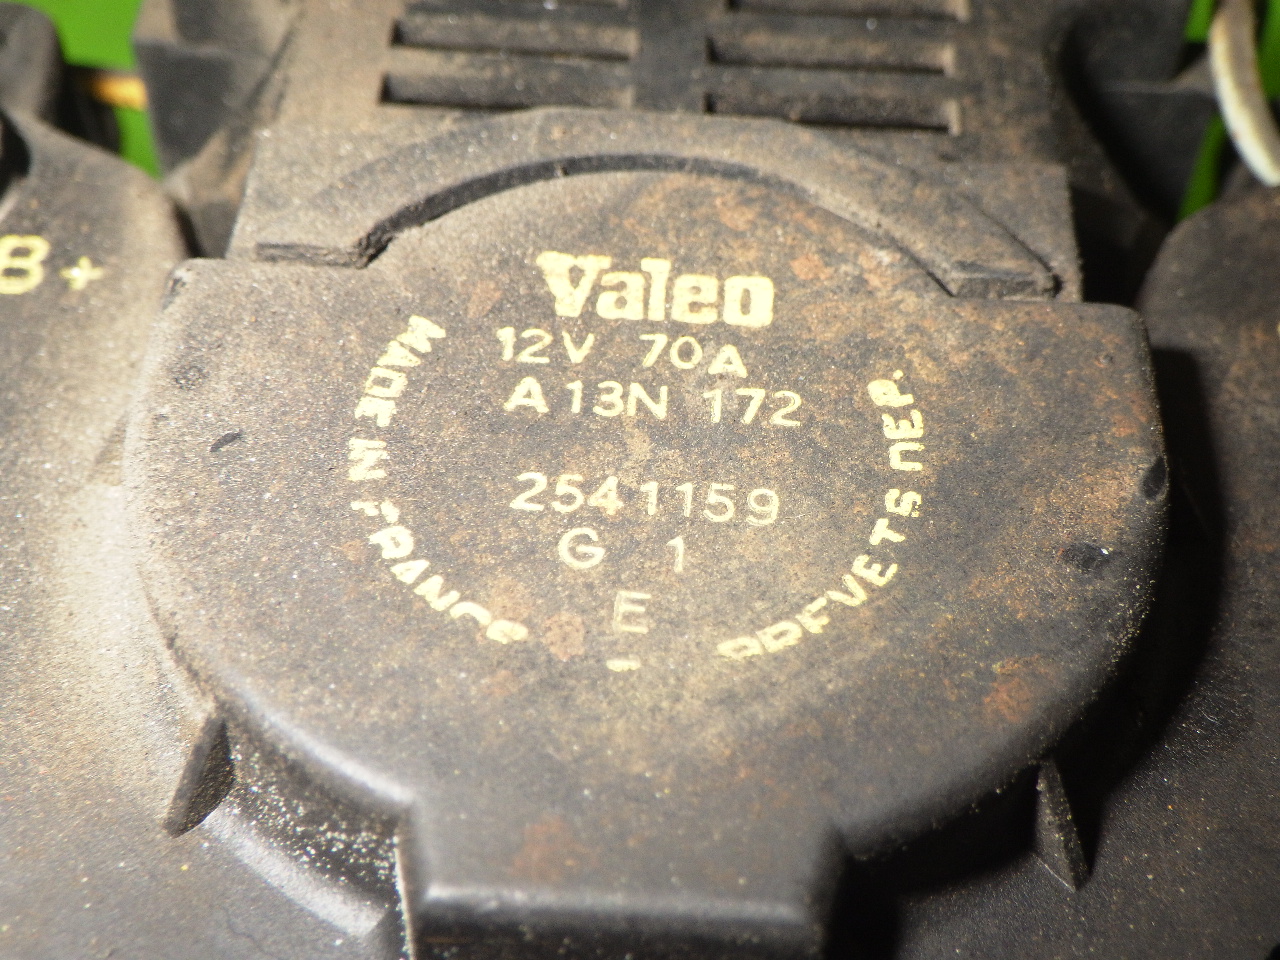 B+
Valeo
12V 70A
A13N 172
2541159
G 1
E
MADE IN FRANCE
BREVETS DEP.